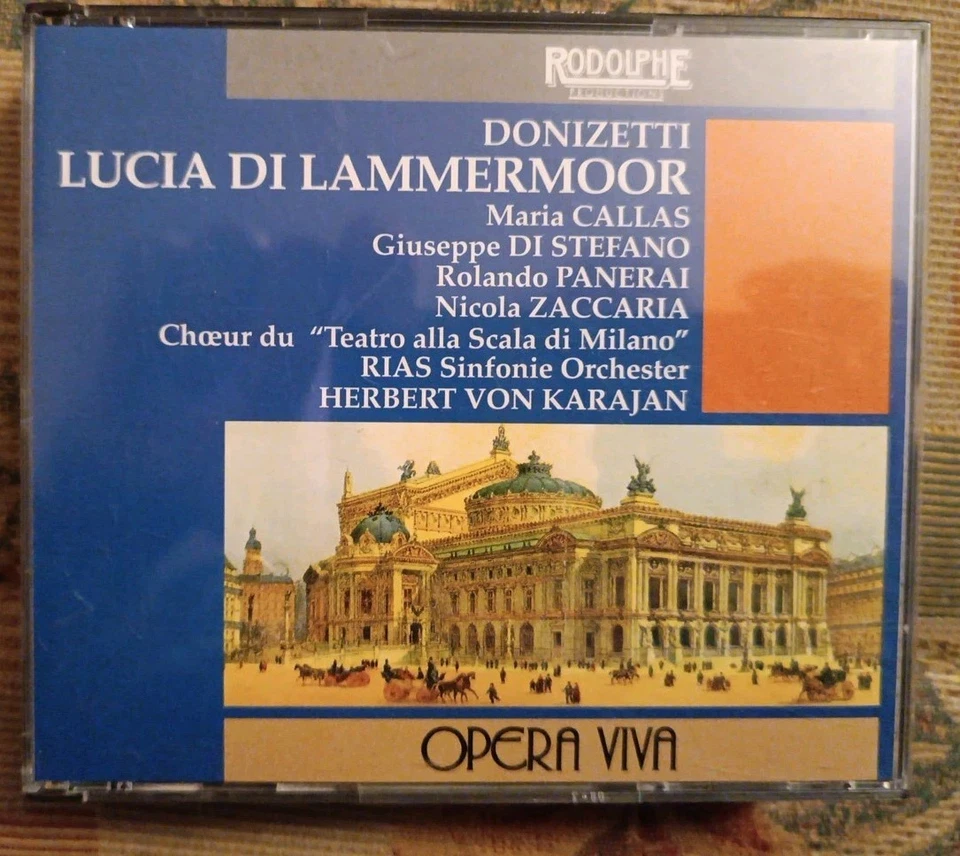 RODOLPHE
PRODUCTIONS
DONIZETTI
LUCIA DI LAMMERMOOR
Maria CALLAS
Giuseppe DI STEFANO
Rolando PANERAI
Nicola ZACCARIA
Chœur du “Teatro alla Scala di Milano”
RIAS Sinfonie Orchester
HERBERT VON KARAJAN
OPERA VIVA